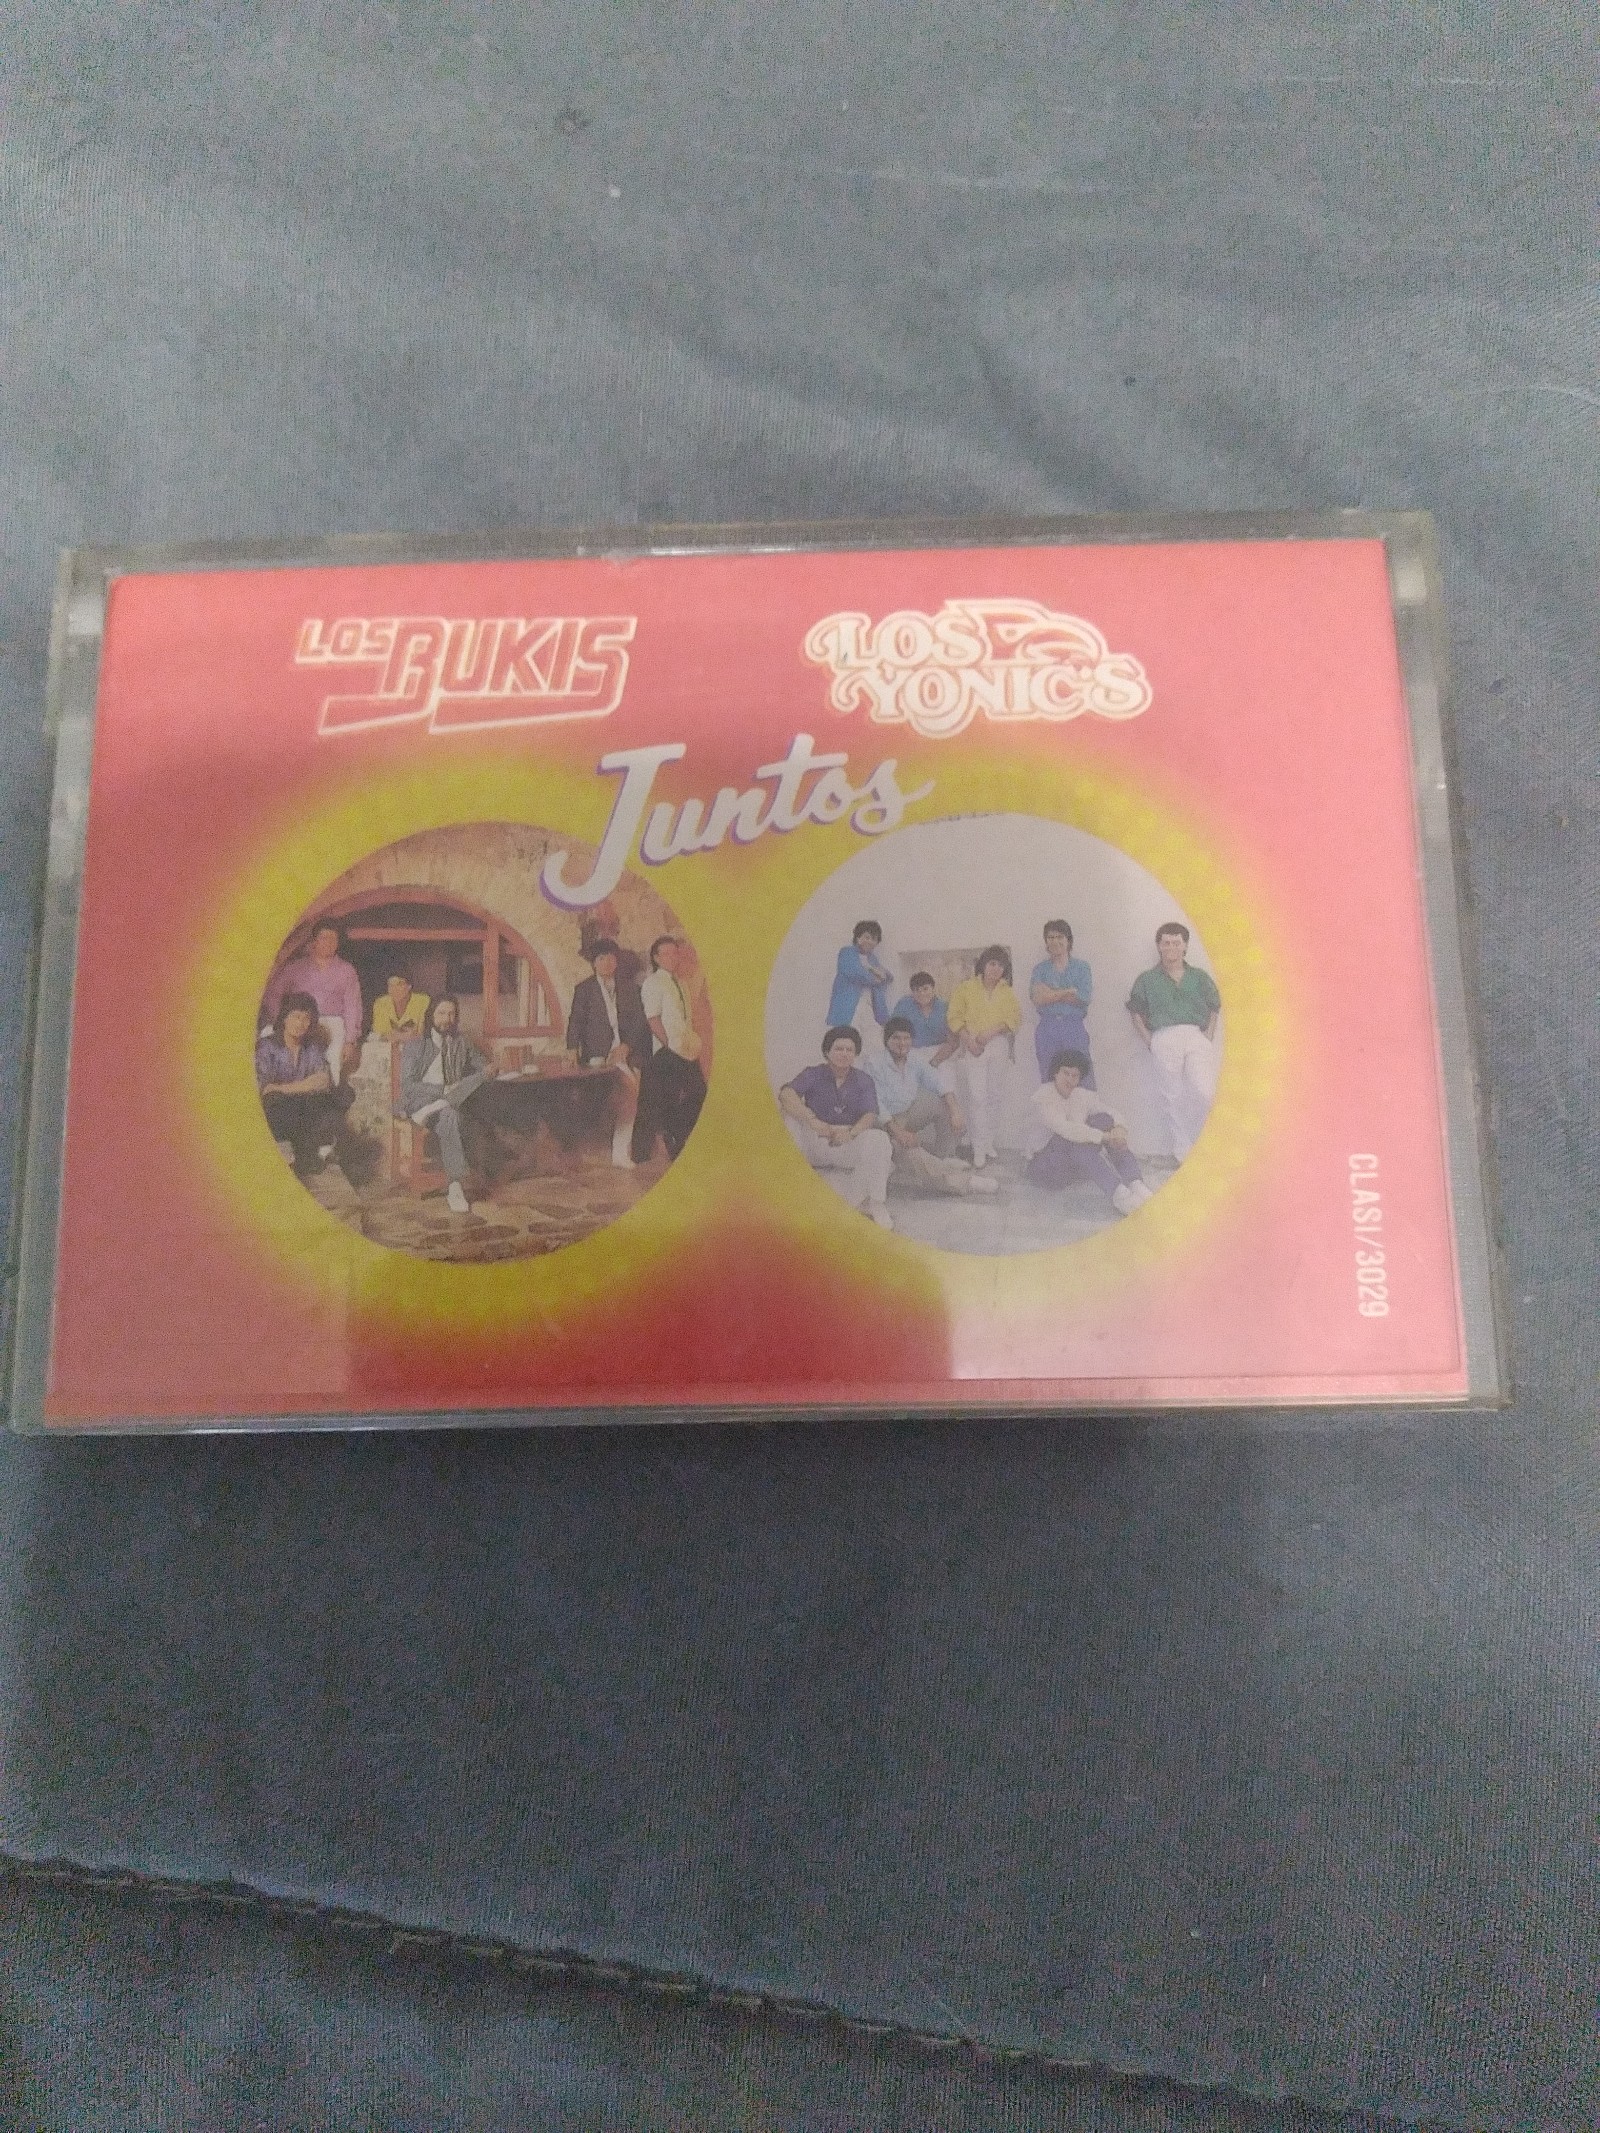 LOS BUKIS
LOS
YONIC'S
Juntos
CLASI/3029